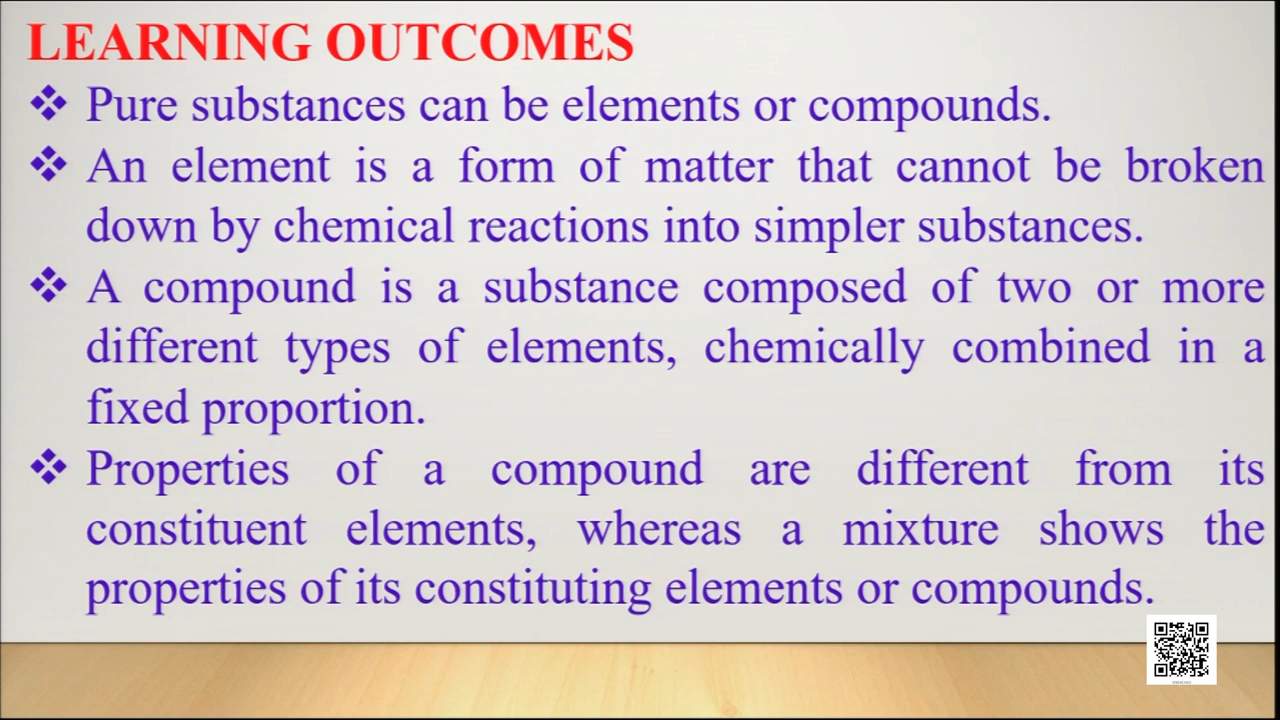 LEARNING OUTCOMES
❖ Pure substances can be elements or compounds.
❖ An element is a form of matter that cannot be broken
down by chemical reactions into simpler substances.
❖ A compound is a substance composed of two or more
different types of elements, chemically combined in a
fixed proportion.
❖ Properties of a compound are different from its
constituent elements, whereas a mixture shows the
properties of its constituting elements or compounds.